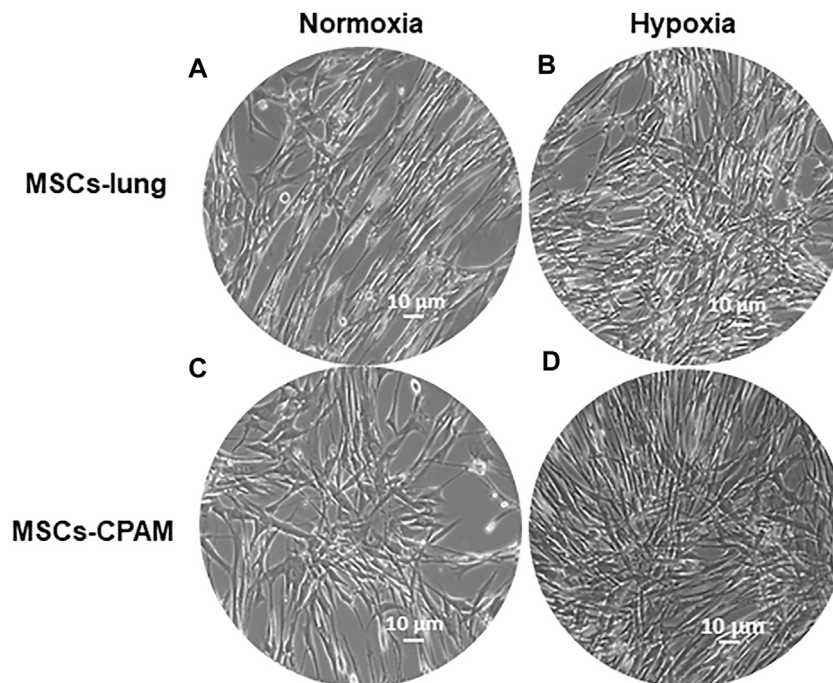 Normoxia
Hypoxia
A
B
MSCs-lung
10 µm
10 µm
C
D
MSCs-CPAM
10 µm
10 µm